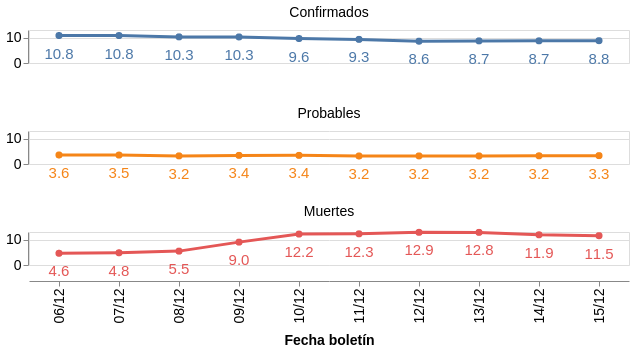 Confirmados
10
0
10.8 10.8 10.3 10.3 9.6 9.3 8.6 8.7 8.7 8.8
Probables
10
0
3.6 3.5 3.2 3.4 3.4 3.2 3.2 3.2 3.2 3.3
Muertes
10
0
4.6 4.8 5.5 9.0 12.2 12.3 12.9 12.8 11.9 11.5
06/12 07/12 08/12 09/12 10/12 11/12 12/12 13/12 14/12 15/12
Fecha boletín